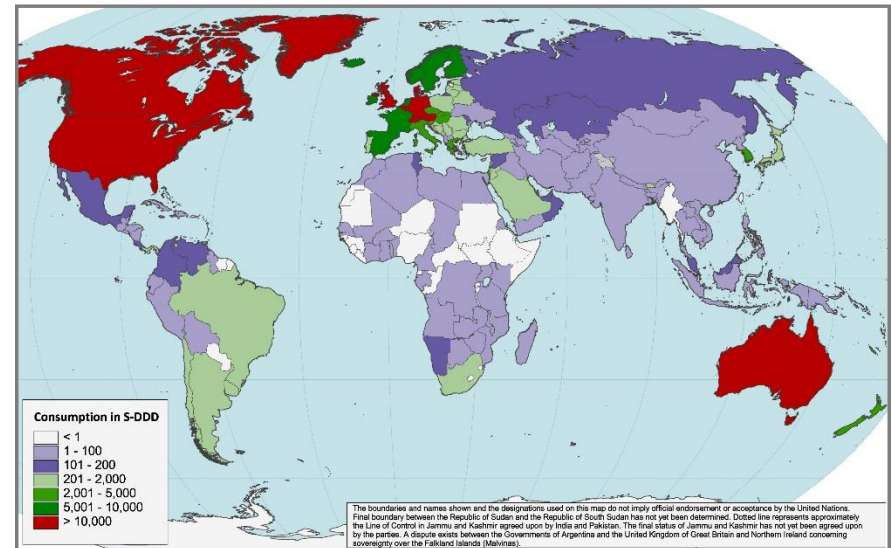 Consumption in S-DDD
< 1
1 - 100
101 - 200
201 - 2,000
2,001 - 5,000
5,001 - 10,000
> 10,000
The boundaries and names shown and the designations used on this map do not imply official endorsement or acceptance by the United Nations.
Final boundary between the Republic of Sudan and the Republic of South Sudan has not yet been determined. Dotted line represents approximately
the Line of Control in Jammu and Kashmir agreed upon by India and Pakistan. The final status of Jammu and Kashmir has not yet been agreed upon
by the parties. A dispute exists between the Governments of Argentina and the United Kingdom of Great Britain and Northern Ireland concerning
sovereignty over the Falkland Islands (Malvinas).